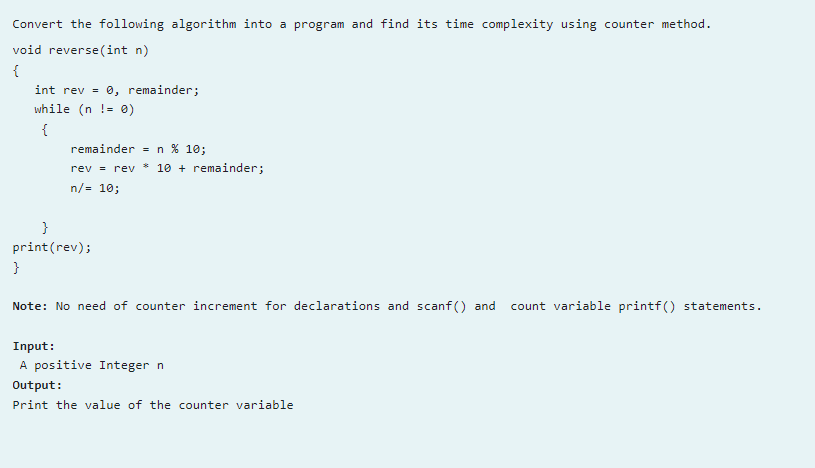 Convert the following algorithm into a program and find its time complexity using counter method.
void reverse(int n)
{
int rev = 0, remainder;
while (n != 0)
{
remainder = n % 10;
rev = rev * 10 + remainder;
n/= 10;
}
print(rev);
}
Note: No need of counter increment for declarations and scanf() and  count variable printf() statements.
Input:
A positive Integer n
Output:
Print the value of the counter variable